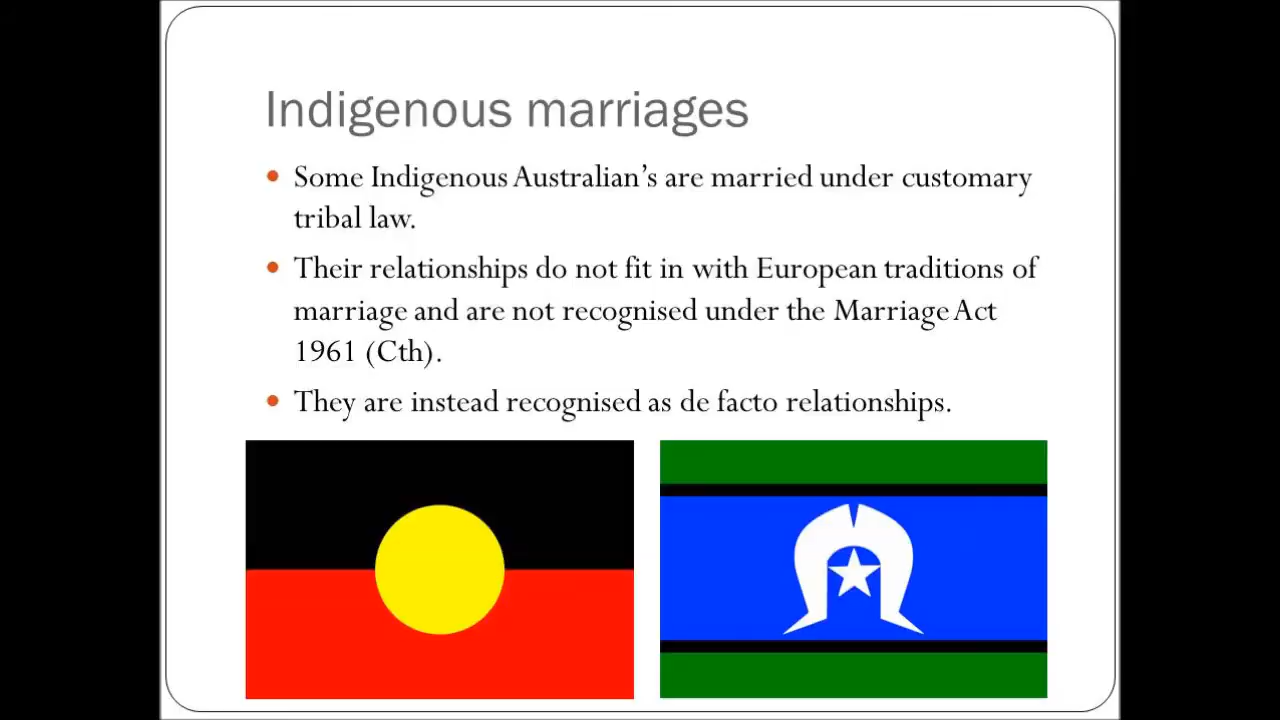 Indigenous marriages
Some Indigenous Australian's are married under customary
tribal law.
Their relationships do not fit in with European traditions of
marriage and are not recognised under the Marriage Act
1961 (Cth).
They are instead recognised as de facto relationships.